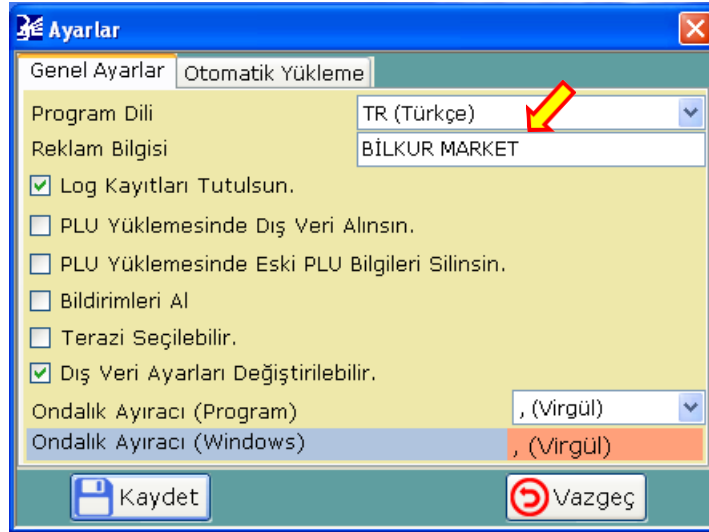 Ayarlar
Genel Ayarlar Otomatik Yükleme
Program Dili TR (Türkçe)
Reklam Bilgisi BİLKUR MARKET
Log Kayıtları Tutulsun.
PLU Yüklemesinde Dış Veri Alınsın.
PLU Yüklemesinde Eski PLU Bilgileri Silinsin.
Bildirimleri Al
Terazi Seçilebilir.
Dış Veri Ayarları Değiştirilebilir.
Ondalık Ayıracı (Program) , (Virgül)
Ondalık Ayıracı (Windows) , (Virgül)
Kaydet Vazgeç